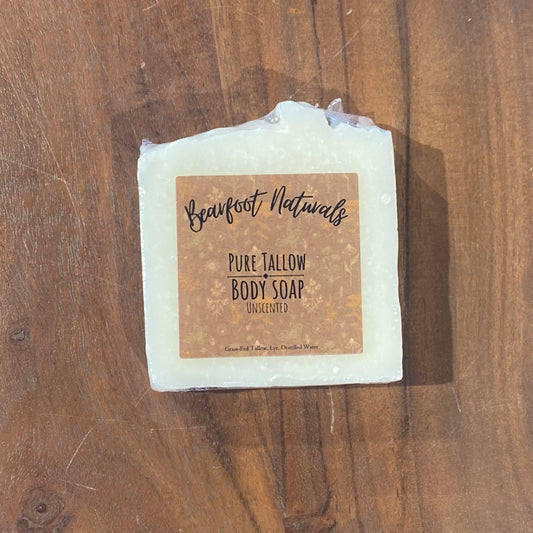 Bearfoot Naturals
PURE TALLOW
BODY SOAP
UNSCENTED
Grass-Fed Tallow, Lye, Distilled Water